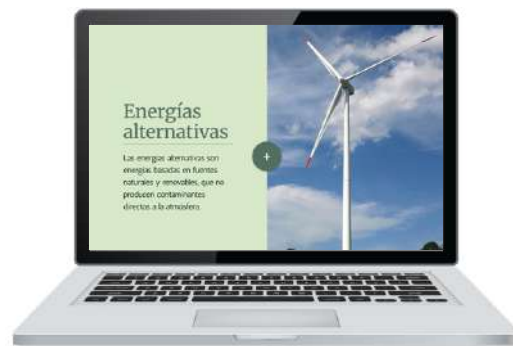 Energías
alternativas
Las energías alternativas son
energías basadas en fuentes
naturales y renovables, que no
producen contaminantes
directos a la atmósfera.
+